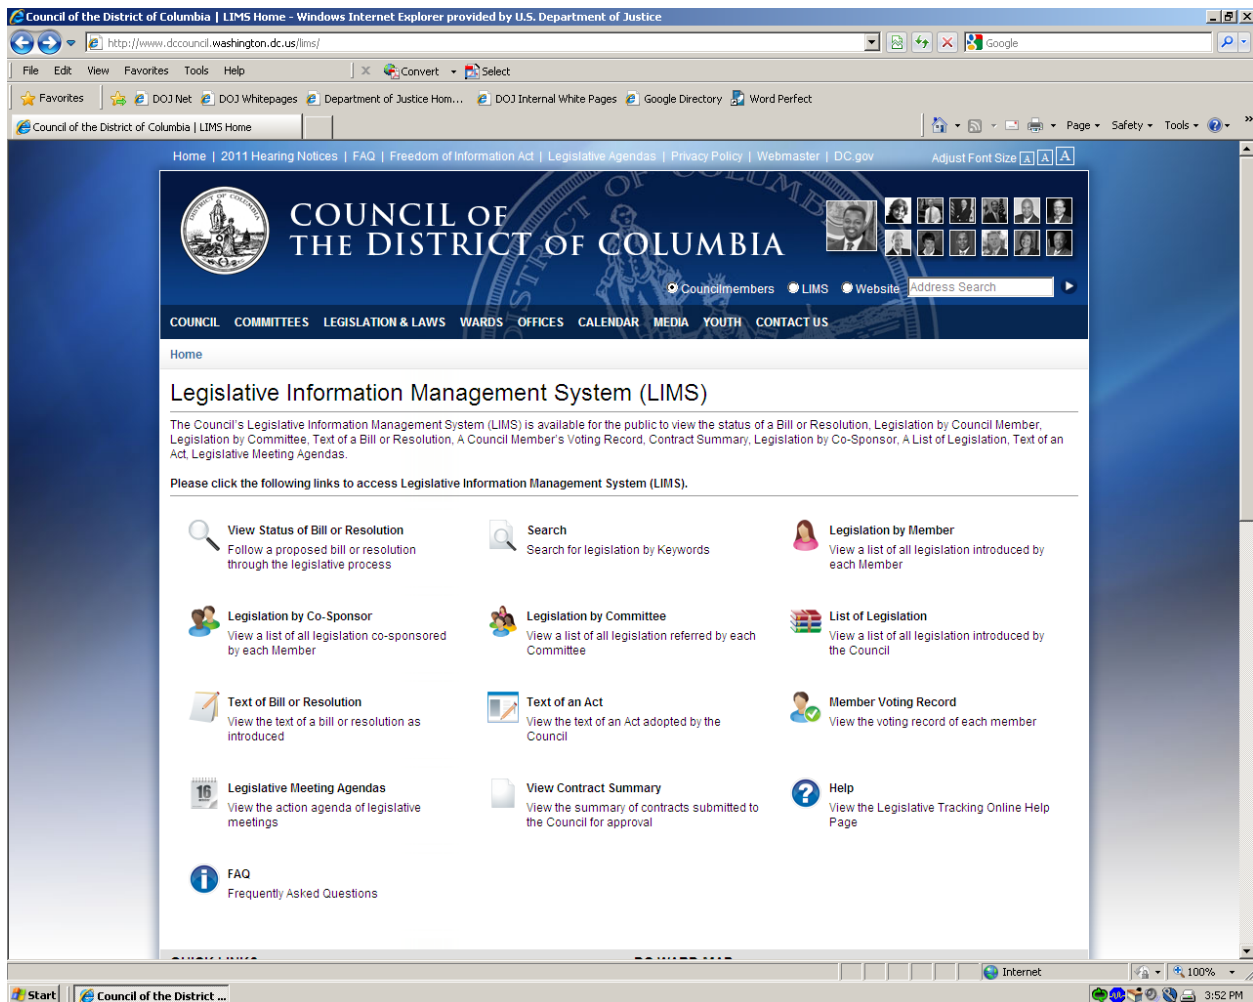 Council of the District of Columbia | LIMS Home - Windows Internet Explorer provided by U.S. Department of Justice
http://www.dccouncil.washington.dc.us/lims/
Google
File Edit View Favorites Tools Help
Convert Select
Favorites DOJ Net DOJ Whitepages Department of Justice Hom... DOJ Internal White Pages Google Directory Word Perfect
Council of the District of Columbia | LIMS Home
Page Safety Tools
Home | 2011 Hearing Notices | FAQ | Freedom of Information Act | Legislative Agendas | Privacy Policy | Webmaster | DC.gov
Adjust Font Size A A A
COUNCIL OF
THE DISTRICT OF COLUMBIA
Councilmembers LIMS Website Address Search
COUNCIL COMMITTEES LEGISLATION & LAWS WARDS OFFICES CALENDAR MEDIA YOUTH CONTACT US
Home
Legislative Information Management System (LIMS)
The Council's Legislative Information Management System (LIMS) is available for the public to view the status of a Bill or Resolution, Legislation by Council Member,
Legislation by Committee, Text of a Bill or Resolution, A Council Member's Voting Record, Contract Summary, Legislation by Co-Sponsor, A List of Legislation, Text of an
Act, Legislative Meeting Agendas.
Please click the following links to access Legislative Information Management System (LIMS).
View Status of Bill or Resolution
Follow a proposed bill or resolution
through the legislative process
Search
Search for legislation by Keywords
Legislation by Member
View a list of all legislation introduced by
each Member
Legislation by Co-Sponsor
View a list of all legislation co-sponsored
by each Member
Legislation by Committee
View a list of all legislation referred by each
Committee
List of Legislation
View a list of all legislation introduced by
the Council
Text of Bill or Resolution
View the text of a bill or resolution as
introduced
Text of an Act
View the text of an Act adopted by the
Council
Member Voting Record
View the voting record of each member
16
Legislative Meeting Agendas
View the action agenda of legislative
meetings
View Contract Summary
View the summary of contracts submitted to
the Council for approval
Help
View the Legislative Tracking Online Help
Page
FAQ
Frequently Asked Questions
Internet
100%
Start
Council of the District ...
3:52 PM